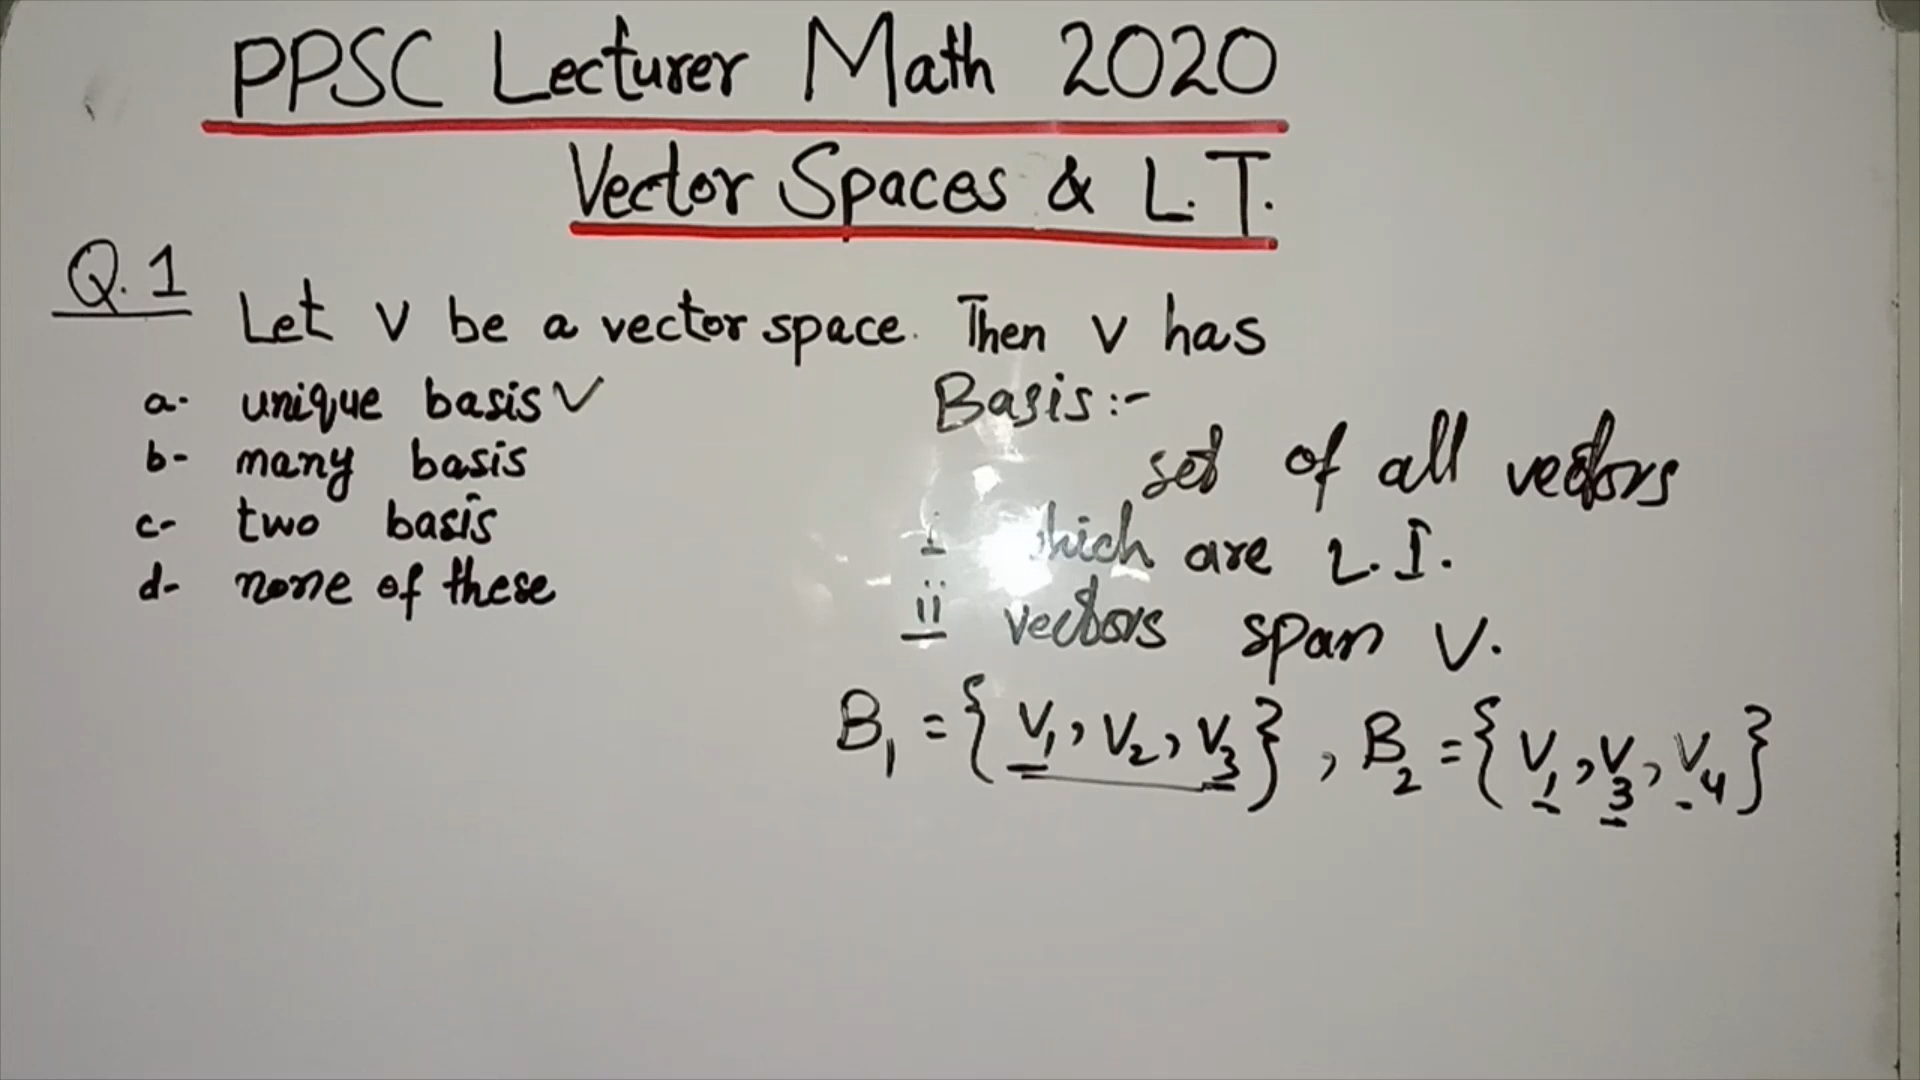 PPSC Lecturer Math 2020
Vector Spaces & L.T.
Q.1
Let V be a vector space. Then V has
a- unique basis ✓
b- many basis
c- two basis
d- none of these
Basis:-
set of all vectors
i which are L.I.
ii vectors span V.
B₁ = {V₁, V₂, V₃}, B₂ = {V₁, V₃, V₄}